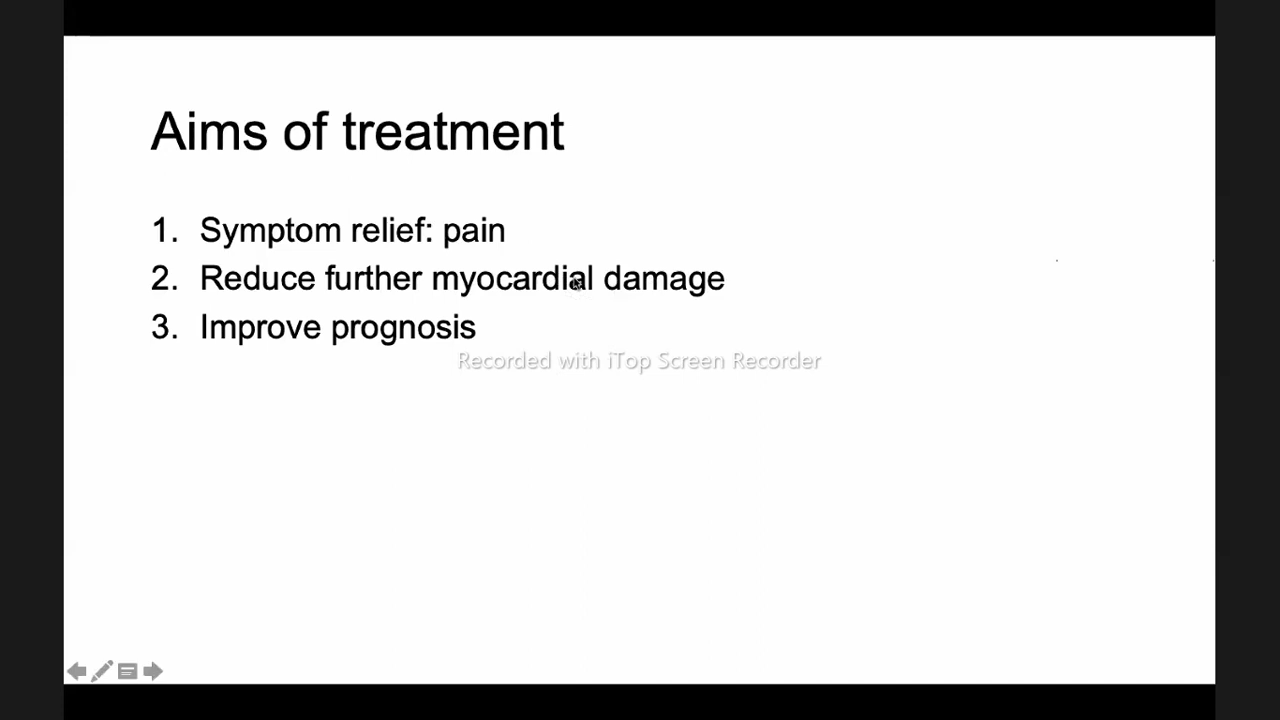 Aims of treatment
1. Symptom relief: pain
2. Reduce further myocardial damage
3. Improve prognosis
Recorded with iTop Screen Recorder